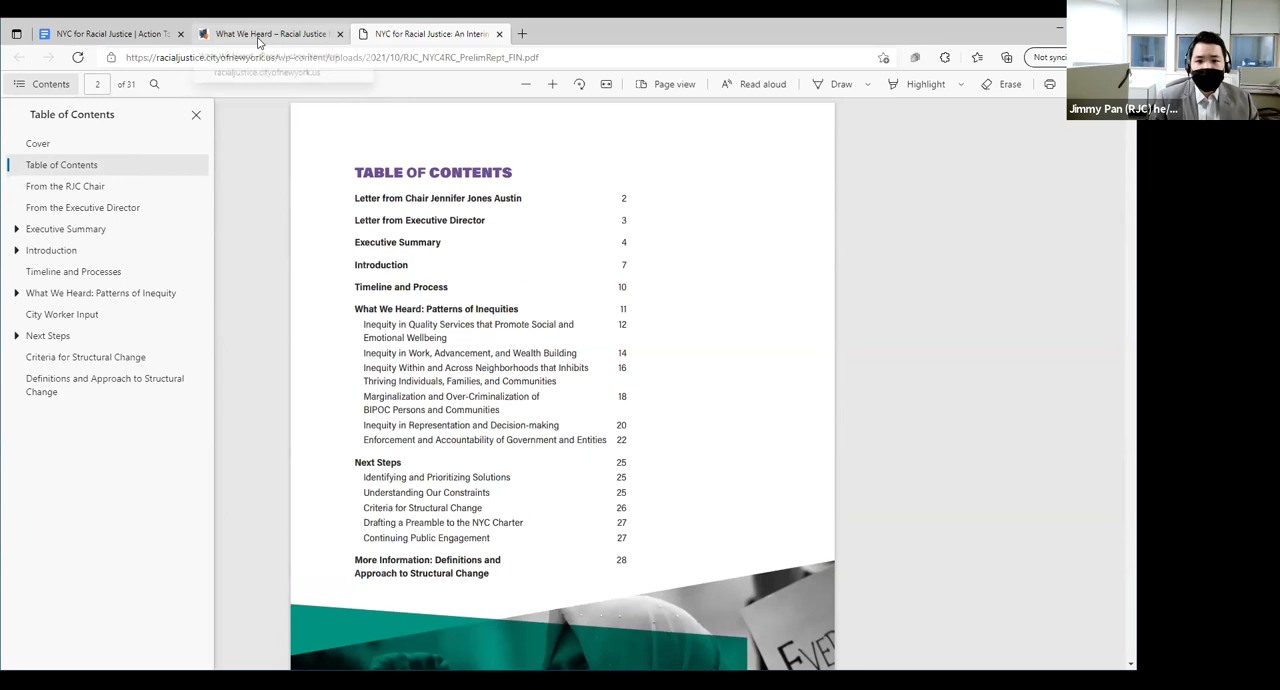 NYC for Racial Justice | Action To
What We Heard – Racial Justice
NYC for Racial Justice: An Interim
https://racialjustice.cityofnewyork.us/wp-content/uploads/2021/10/RJC_NYC4RC_PrelimRept_FIN.pdf
racialjustice.cityofnewyork.us
Not sync
Contents
2
of 31
Page view
Read aloud
Draw
Highlight
Erase
Jimmy Pan (RJC) he/...
Table of Contents
Cover
Table of Contents
From the RJC Chair
From the Executive Director
Executive Summary
Introduction
Timeline and Processes
What We Heard: Patterns of Inequity
City Worker Input
Next Steps
Criteria for Structural Change
Definitions and Approach to Structural
Change
TABLE OF CONTENTS
Letter from Chair Jennifer Jones Austin 2
Letter from Executive Director 3
Executive Summary 4
Introduction 7
Timeline and Process 10
What We Heard: Patterns of Inequities 11
Inequity in Quality Services that Promote Social and 12
Emotional Wellbeing
Inequity in Work, Advancement, and Wealth Building 14
Inequity Within and Across Neighborhoods that Inhibits 16
Thriving Individuals, Families, and Communities
Marginalization and Over-Criminalization of 18
BIPOC Persons and Communities
Inequity in Representation and Decision-making 20
Enforcement and Accountability of Government and Entities 22
Next Steps 25
Identifying and Prioritizing Solutions 25
Understanding Our Constraints 25
Criteria for Structural Change 26
Drafting a Preamble to the NYC Charter 27
Continuing Public Engagement 27
More Information: Definitions and 28
Approach to Structural Change
EVER